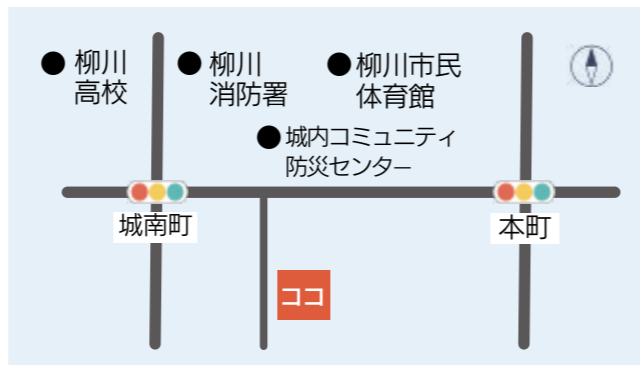 柳川
高校
柳川
消防署
柳川市民
体育館
城内コミュニティ
防災センター
城南町
本町
ココ